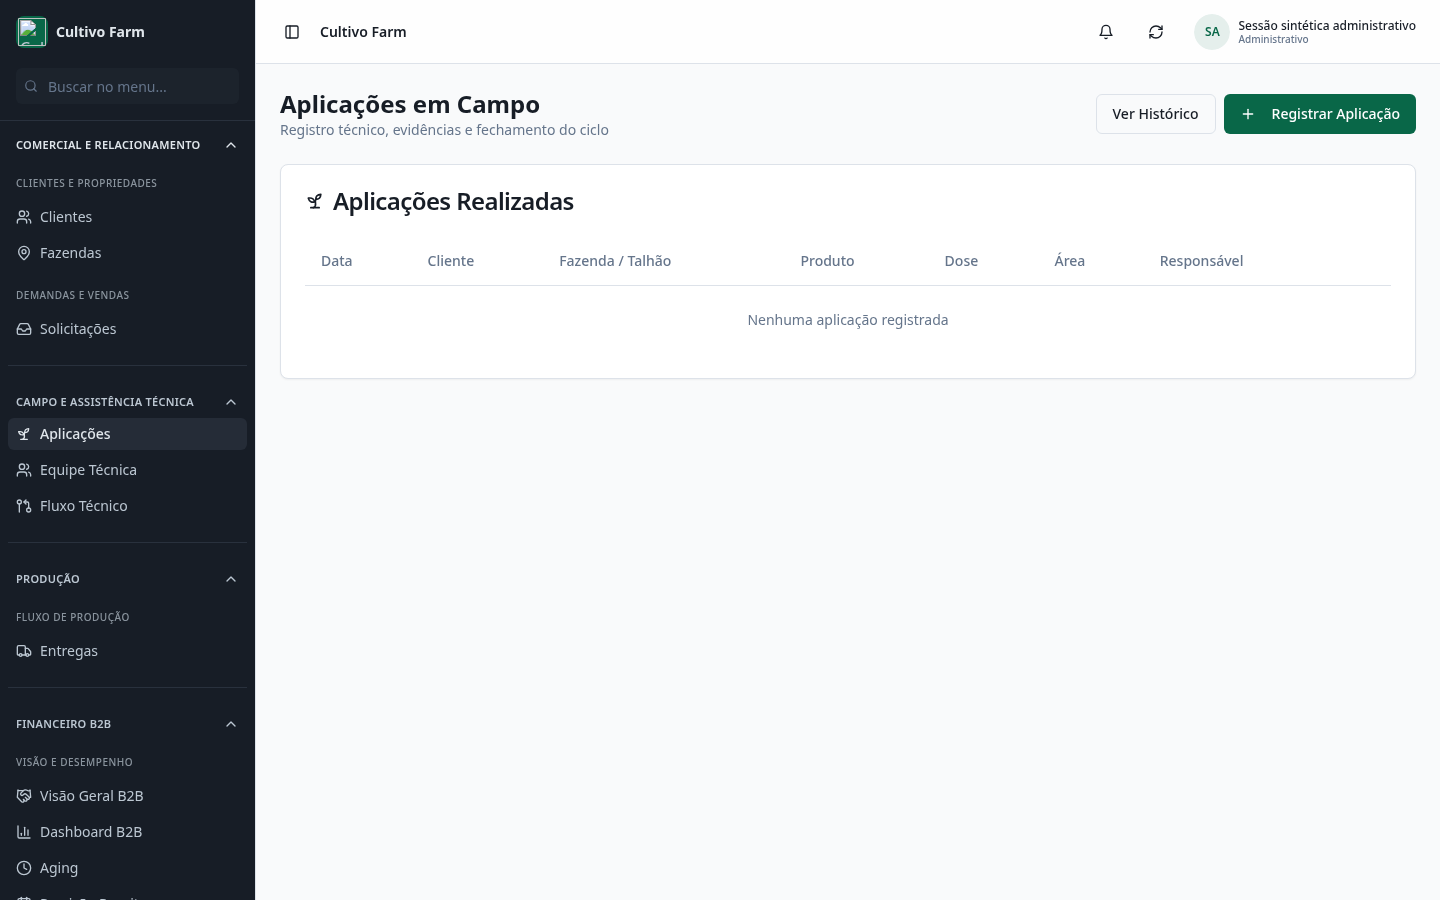 Cultivo Farm
Buscar no menu...
COMERCIAL E RELACIONAMENTO
CLIENTES E PROPRIEDADES
Clientes
Fazendas
DEMANDAS E VENDAS
Solicitações
CAMPO E ASSISTÊNCIA TÉCNICA
Aplicações
Equipe Técnica
Fluxo Técnico
PRODUÇÃO
FLUXO DE PRODUÇÃO
Entregas
FINANCEIRO B2B
VISÃO E DESEMPENHO
Visão Geral B2B
Dashboard B2B
Aging
Cultivo Farm
SA
Sessão sintética administrativo
Administrativo
Aplicações em Campo
Registro técnico, evidências e fechamento do ciclo
Ver Histórico
Registrar Aplicação
Aplicações Realizadas
Data Cliente Fazenda / Talhão Produto Dose Área Responsável
Nenhuma aplicação registrada